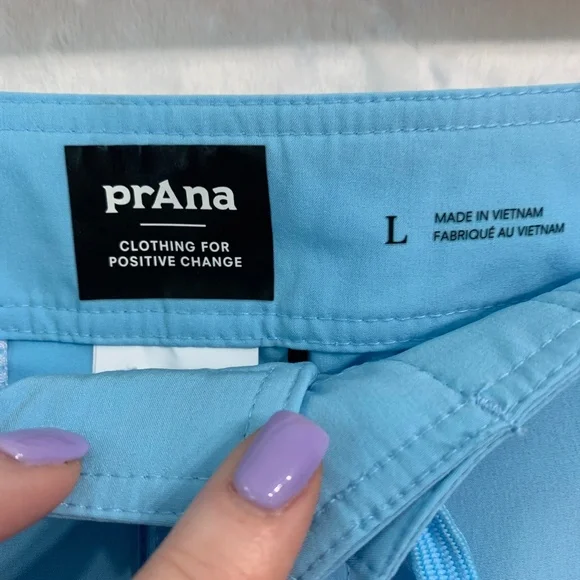 prAna
CLOTHING FOR
POSITIVE CHANGE
L
MADE IN VIETNAM
FABRIQUÉ AU VIETNAM